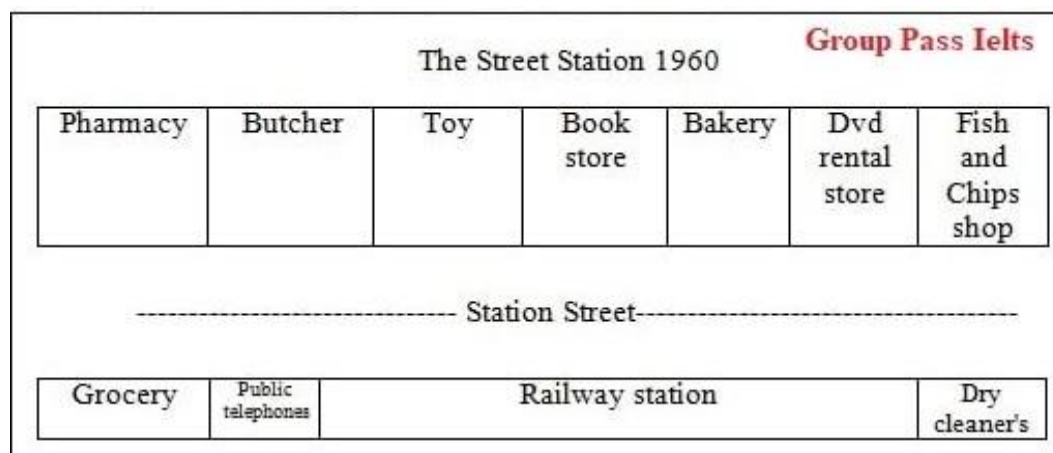 Group Pass Ielts
The Street Station 1960
Pharmacy
Butcher
Toy
Book
store
Bakery
Dvd
rental
store
Fish
and
Chips
shop
Station Street
Grocery
Public
telephones
Railway station
Dry
cleaner's